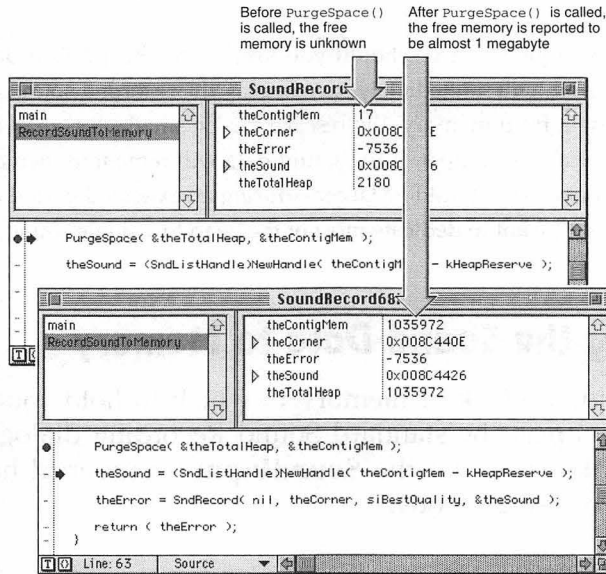 Before PurgeSpace()
is called, the free
memory is unknown
After PurgeSpace() is called,
the free memory is reported to
be almost 1 megabyte
SoundRecord
main
RecordSoundToMemory
theContigMem 17
theCorner 0x008C E
theError -7536
theSound 0x008C 6
theTotalHeap 2180
PurgeSpace( &theTotalHeap, &theContigMem );
theSound = (SndListHandle)NewHandle( theContigM - kHeapReserve );
SoundRecord68
main
RecordSoundToMemory
theContigMem 1035972
theCorner 0x008C440E
theError -7536
theSound 0x008C4426
theTotalHeap 1035972
PurgeSpace( &theTotalHeap, &theContigMem );
theSound = (SndListHandle)NewHandle( theContigMem - kHeapReserve );
theError = SndRecord( nil, theCorner, siBestQuality, &theSound );
return ( theError );
}
Line: 63 Source